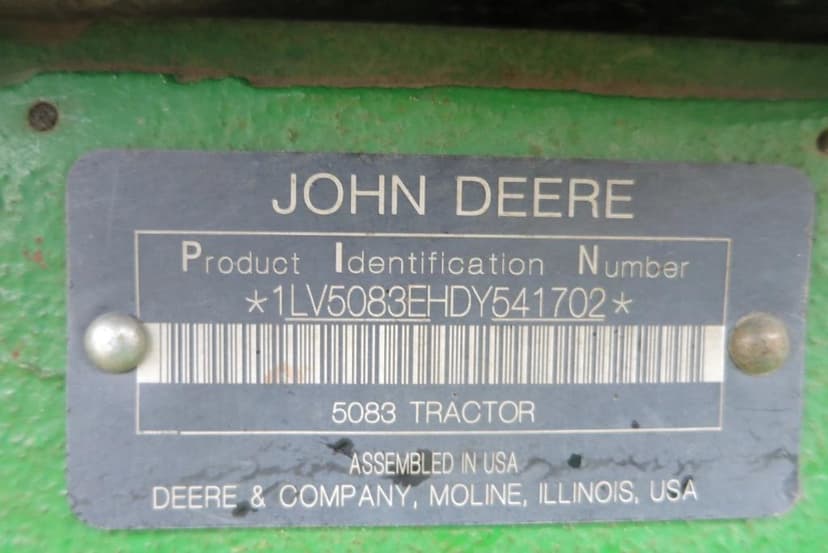 JOHN DEERE
Product Identification Number
*1LV5083EHDY541702*
5083 TRACTOR
ASSEMBLED IN USA
DEERE & COMPANY, MOLINE, ILLINOIS, USA